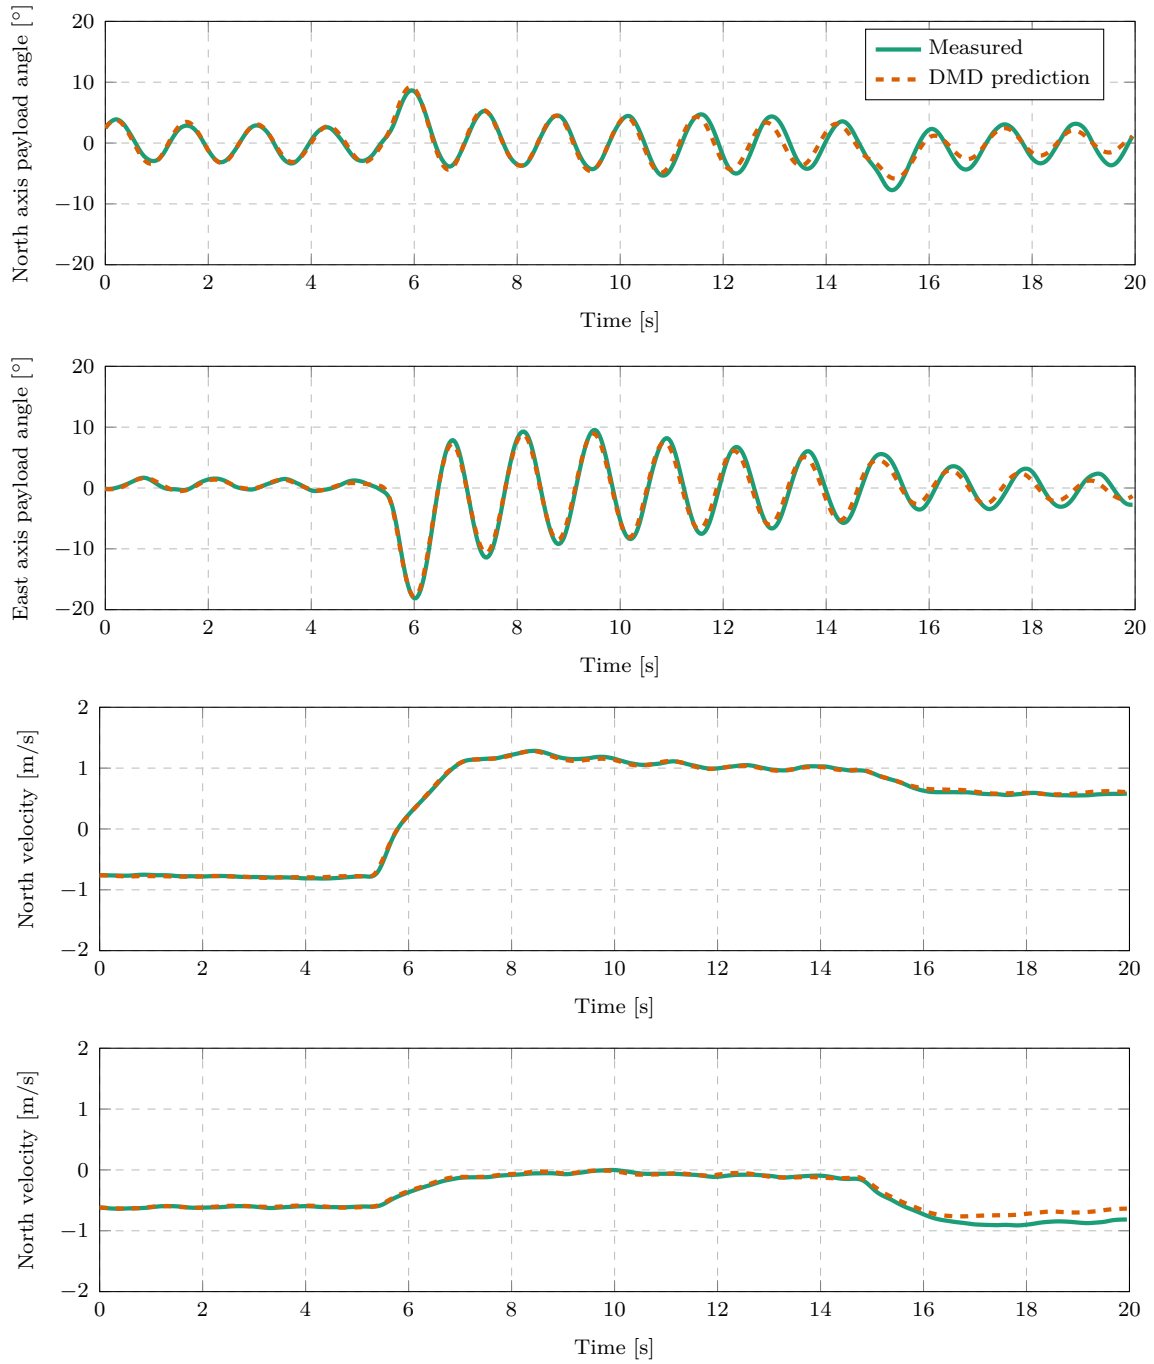 North axis payload angle [°]
20
10
0
−10
−20
Measured
DMD prediction
0 2 4 6 8 10 12 14 16 18 20
Time [s]
East axis payload angle [°]
20
10
0
−10
−20
0 2 4 6 8 10 12 14 16 18 20
Time [s]
North velocity [m/s]
2
1
0
−1
−2
0 2 4 6 8 10 12 14 16 18 20
Time [s]
North velocity [m/s]
2
1
0
−1
−2
0 2 4 6 8 10 12 14 16 18 20
Time [s]